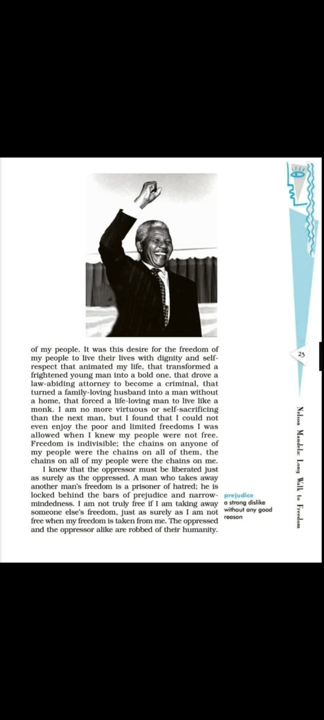 of my people. It was this desire for the freedom of
my people to live their lives with dignity and self-
respect that animated my life, that transformed a
frightened young man into a bold one, that drove a
law-abiding attorney to become a criminal, that
turned a family-loving husband into a man without
a home, that forced a life-loving man to live like a
monk. I am no more virtuous or self-sacrificing
than the next man, but I found that I could not
even enjoy the poor and limited freedoms I was
allowed when I knew my people were not free.
Freedom is indivisible; the chains on anyone of
my people were the chains on all of them, the
chains on all of my people were the chains on me.
I knew that the oppressor must be liberated just
as surely as the oppressed. A man who takes away
another man's freedom is a prisoner of hatred; he is
locked behind the bars of prejudice and narrow-
mindedness. I am not truly free if I am taking away
someone else's freedom, just as surely as I am not
free when my freedom is taken from me. The oppressed
and the oppressor alike are robbed of their humanity.
prejudice
a strong dislike
without any good
reason
25
Nelson Mandela: Long Walk to Freedom